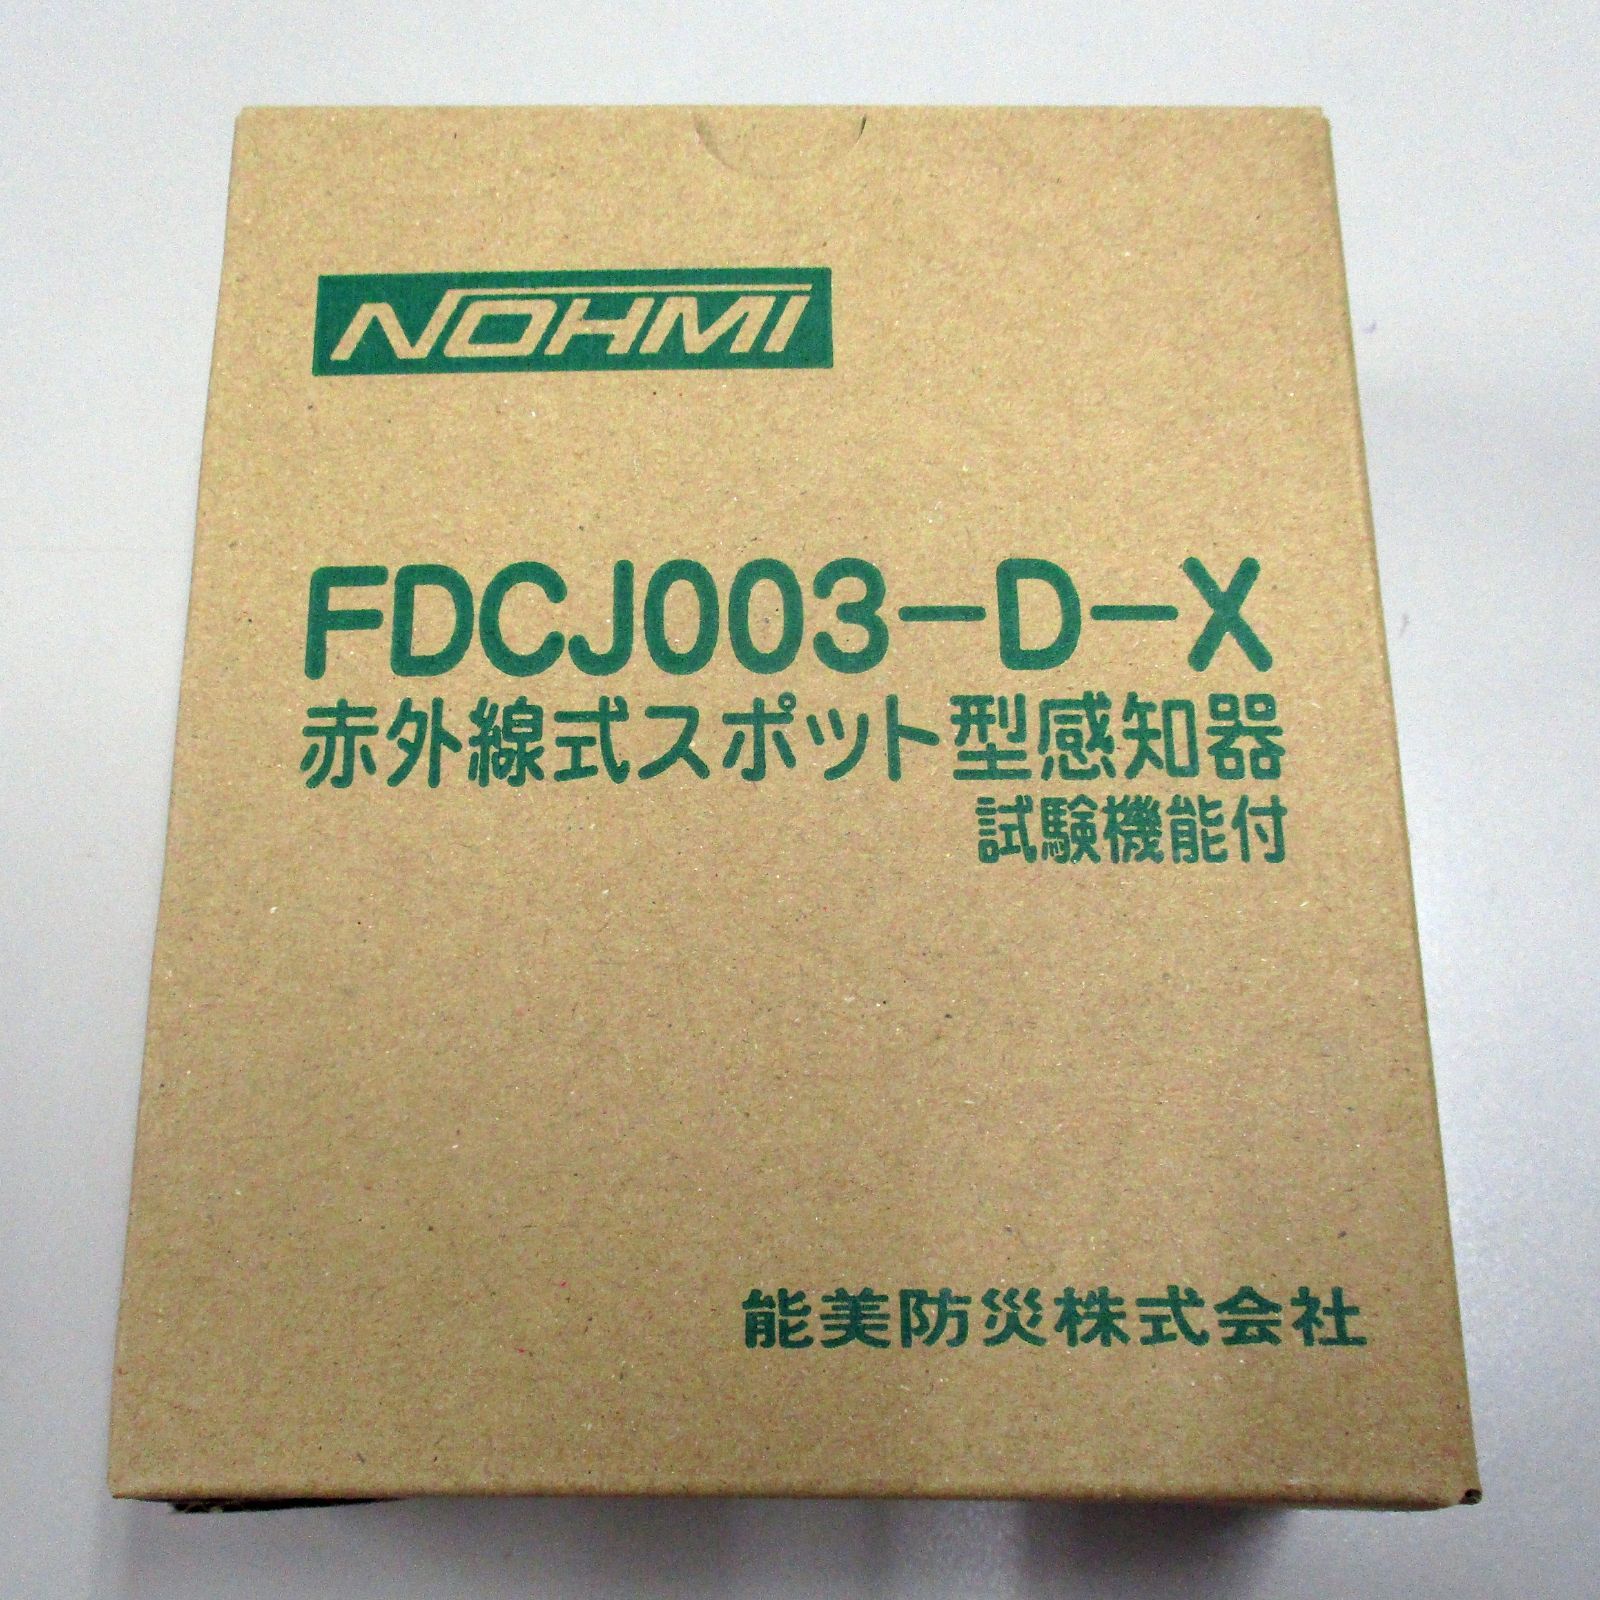 NOHMI
FDCJ003-D-X
赤外線式スポット型感知器
試験機能付
能美防災株式会社